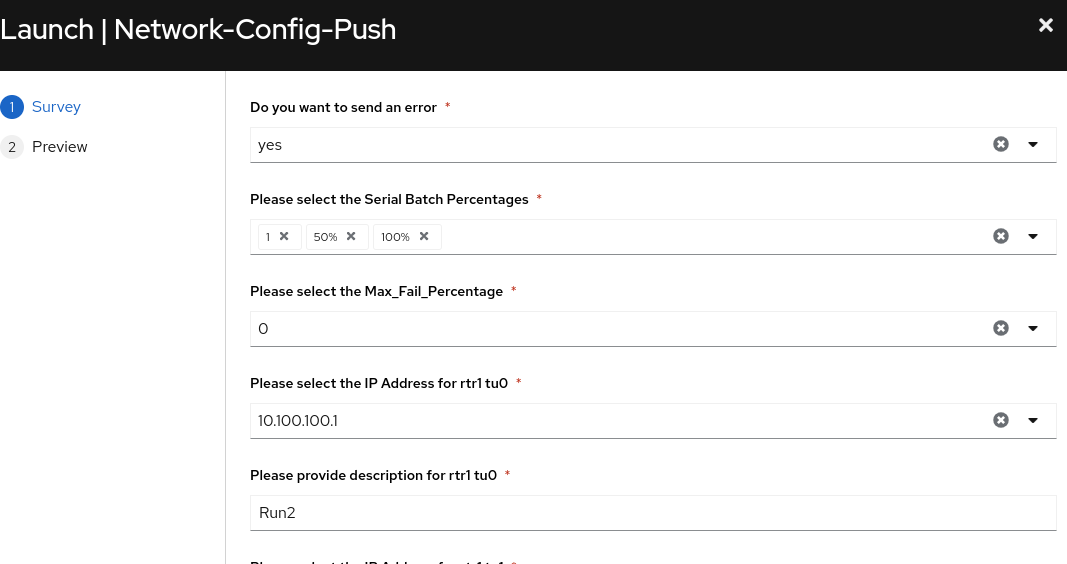 Launch | Network-Config-Push
1 Survey
2 Preview
Do you want to send an error *
yes
Please select the Serial Batch Percentages *
1 50% 100%
Please select the Max_Fail_Percentage *
0
Please select the IP Address for rtr1 tu0 *
10.100.100.1
Please provide description for rtr1 tu0 *
Run2